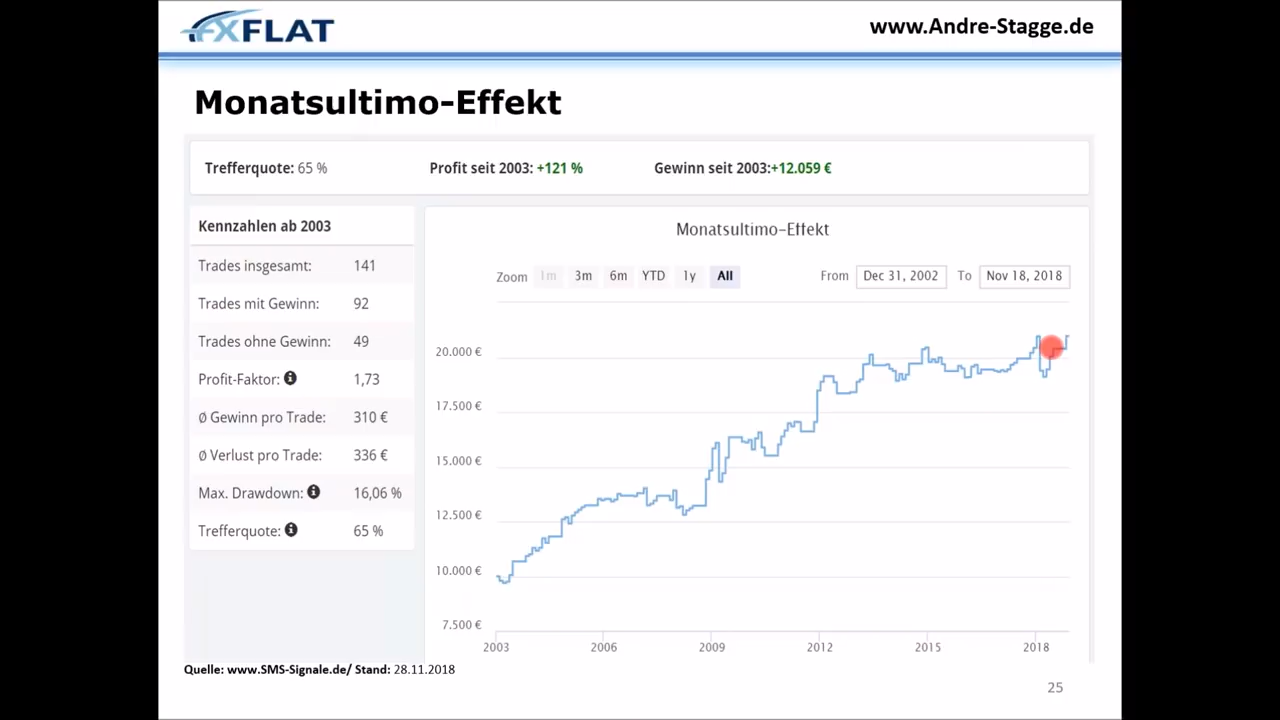 FXFLAT
www.Andre-Stagge.de
Monatsultimo-Effekt
Trefferquote: 65 %
Profit seit 2003: +121 %
Gewinn seit 2003:+12.059 €
Kennzahlen ab 2003
Trades insgesamt: 141
Trades mit Gewinn: 92
Trades ohne Gewinn: 49
Profit-Faktor: 1,73
Ø Gewinn pro Trade: 310 €
Ø Verlust pro Trade: 336 €
Max. Drawdown: 16,06 %
Trefferquote: 65 %
Monatsultimo-Effekt
Zoom 1m 3m 6m YTD 1y All
From Dec 31, 2002 To Nov 18, 2018
20.000 €
17.500 €
15.000 €
12.500 €
10.000 €
7.500 €
2003 2006 2009 2012 2015 2018
Quelle: www.SMS-Signale.de/ Stand: 28.11.2018
25